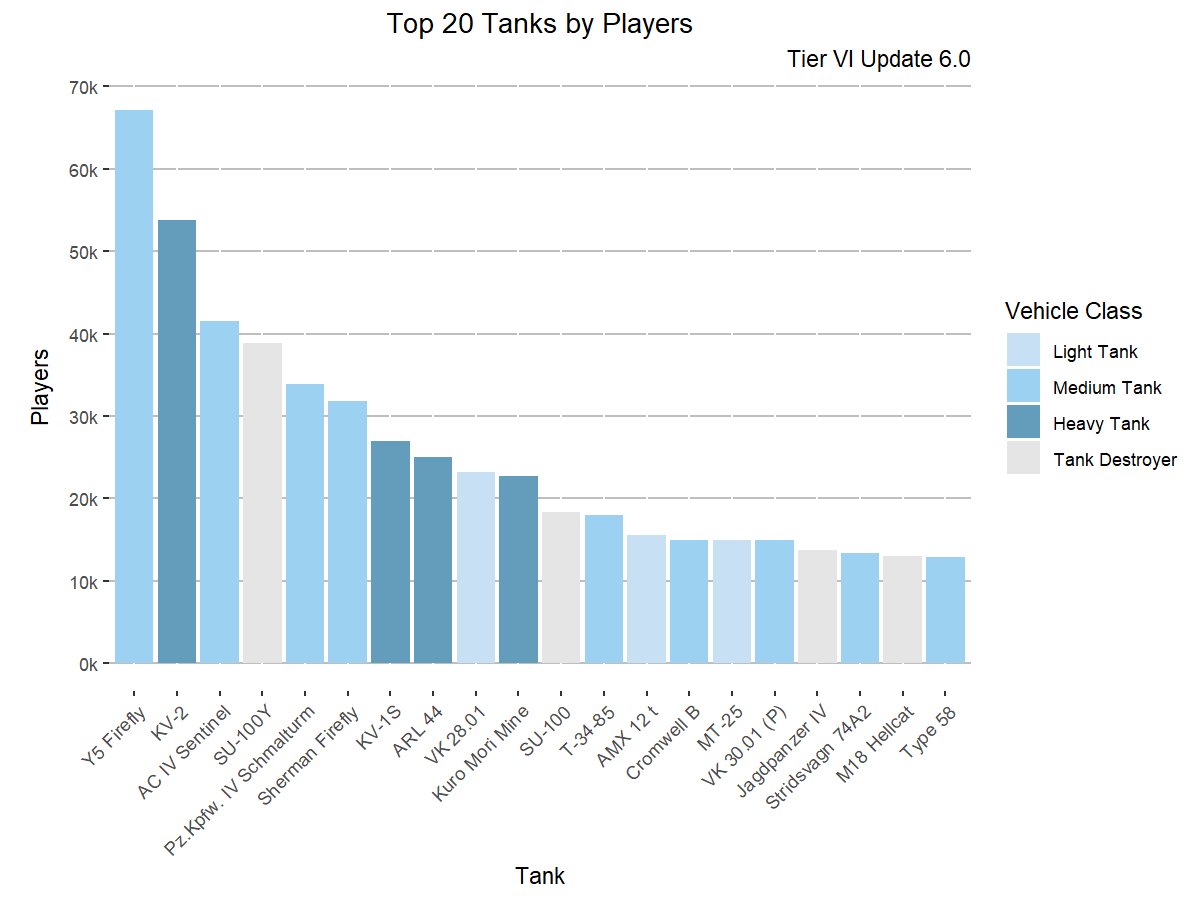 Top 20 Tanks by Players
Tier VI Update 6.0
70k
60k
50k
40k
30k
20k
10k
0k
Players
Y5 Firefly
KV-2
AC IV Sentinel
SU-100Y
Pz.Kpfw. IV Schmalturm
Sherman Firefly
KV-1S
ARL 44
VK 28.01
Kuro Mori Mine
SU-100
T-34-85
AMX 12 t
Cromwell B
MT-25
VK 30.01 (P)
Jagdpanzer IV
Stridsvagn 74A2
M18 Hellcat
Type 58
Tank
Vehicle Class
Light Tank
Medium Tank
Heavy Tank
Tank Destroyer